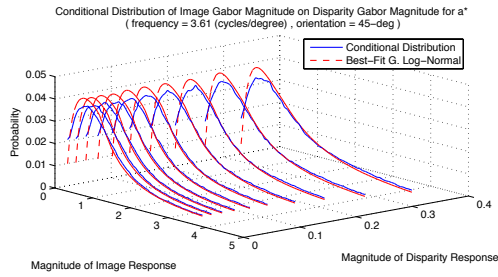 Conditional Distribution of Image Gabor Magnitude on Disparity Gabor Magnitude for a*
( frequency = 3.61 (cycles/degree) , orientation = 45−deg )
Conditional Distribution
Best−Fit G. Log−Normal
0.05
0.04
0.03
0.02
0.01
0
Probability
0
1
2
3
4
5
Magnitude of Image Response
0
0.1
0.2
0.3
0.4
Magnitude of Disparity Response